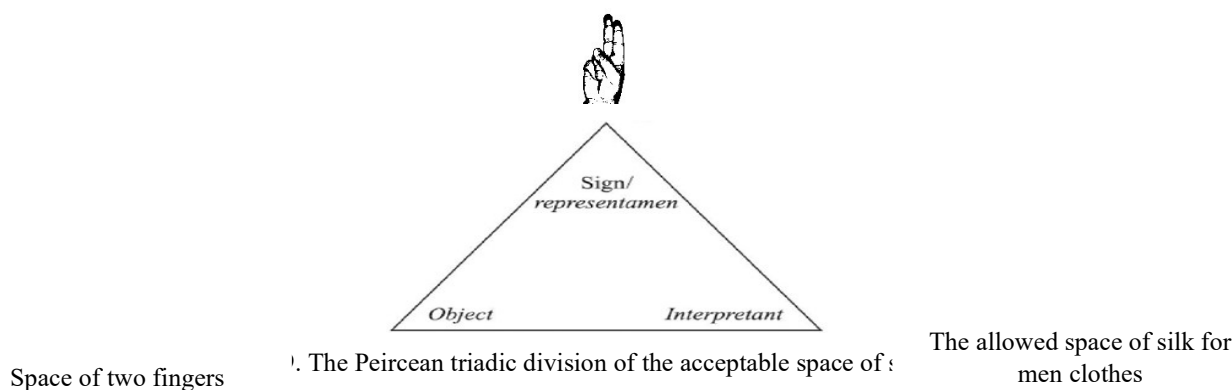 Sign/
representamen
Object
Interpretant
Space of two fingers
. The Peircean triadic division of the acceptable space of
The allowed space of silk for
men clothes